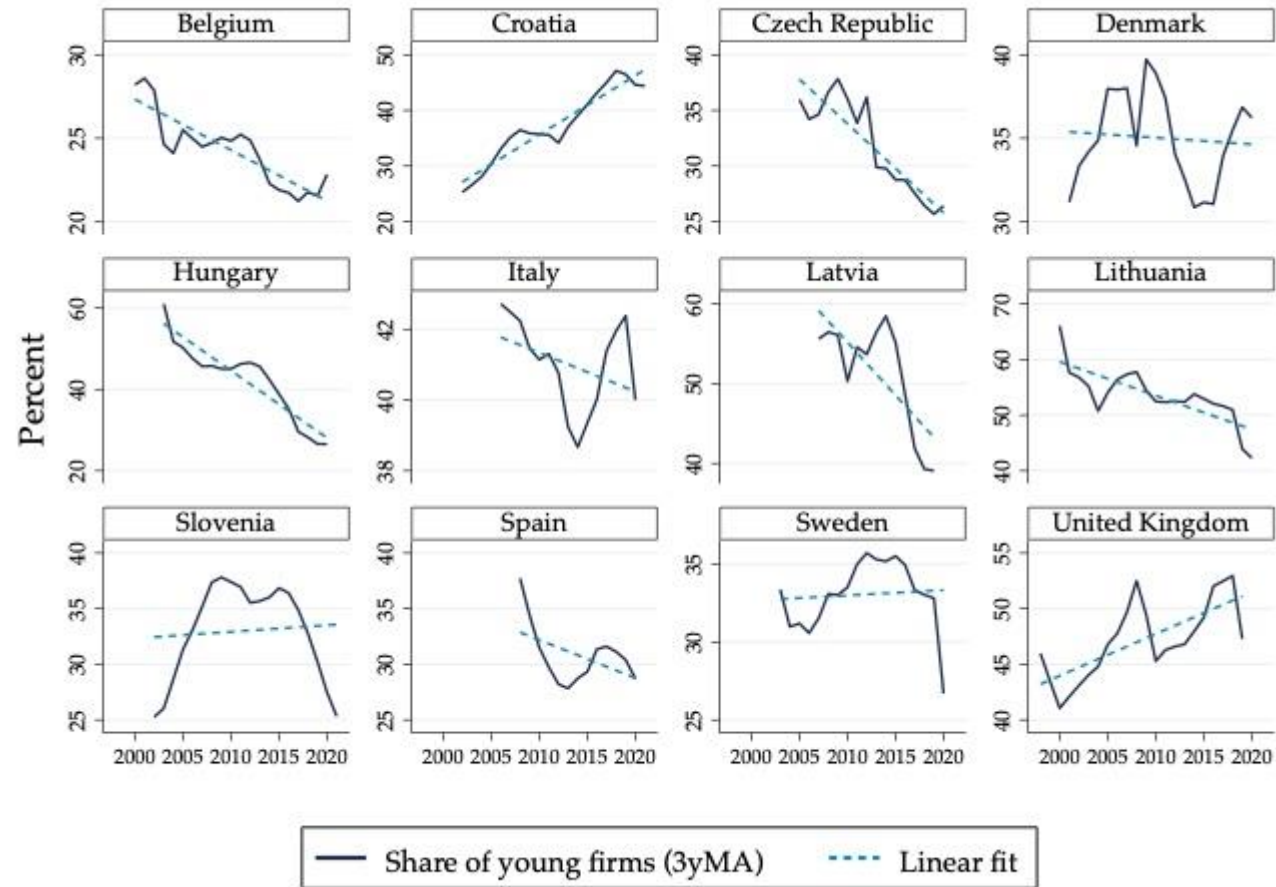 Belgium
Croatia
Czech Republic
Denmark
30
25
20
50
40
30
20
40
35
30
25
40
35
30
Hungary
Italy
Latvia
Lithuania
60
40
20
42
40
38
60
50
40
70
60
50
40
Percent
Slovenia
Spain
Sweden
United Kingdom
40
35
30
25
40
35
30
25
35
30
25
55
50
45
40
2000 2005 2010 2015 2020
2000 2005 2010 2015 2020
2000 2005 2010 2015 2020
2000 2005 2010 2015 2020
Share of young firms (3yMA)
Linear fit